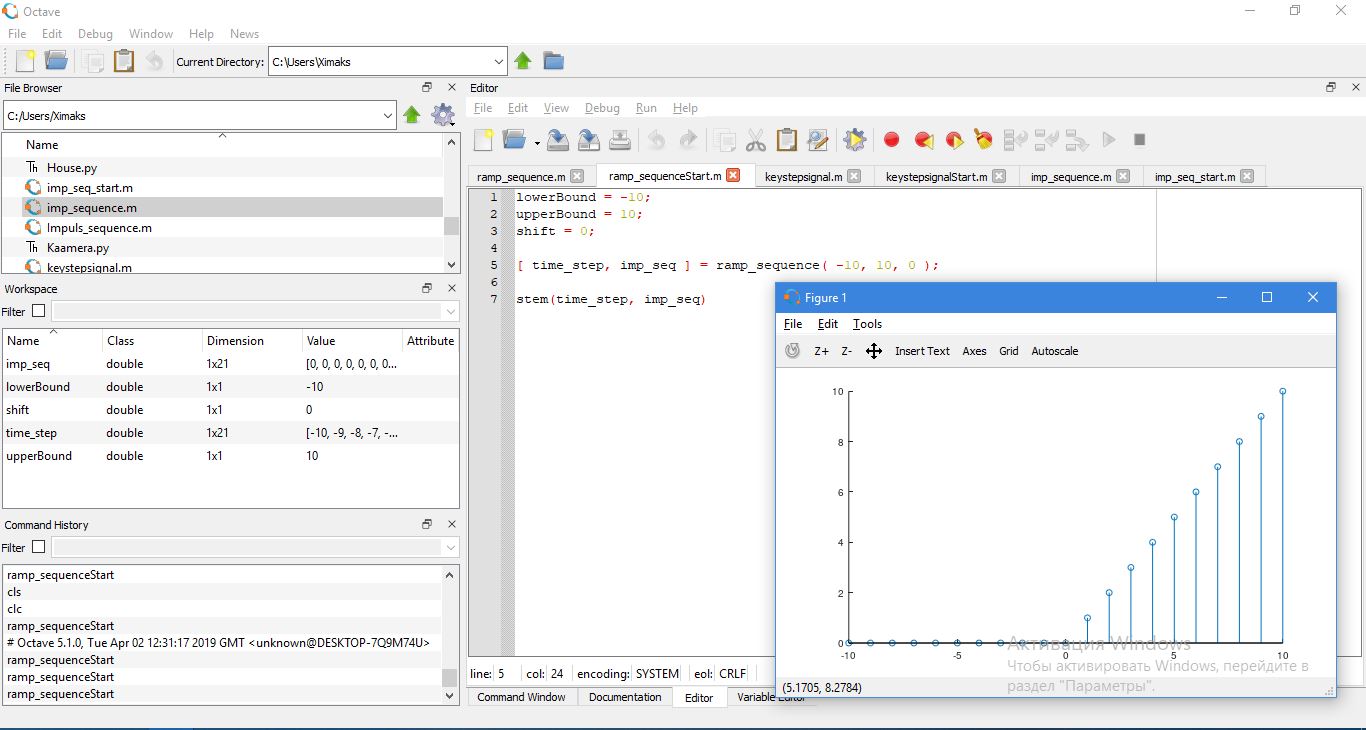 Octave
File Edit Debug Window Help News
Current Directory: C:\Users\Ximaks
File Browser
C:/Users/Ximaks
Name
House.py
imp_seq_start.m
imp_sequence.m
Impuls_sequence.m
Kaamera.py
keystepsignal.m
Workspace
Filter
Name Class Dimension Value Attribute
imp_seq double 1x21 [0, 0, 0, 0, 0, 0, 0...
lowerBound double 1x1 -10
shift double 1x1 0
time_step double 1x21 [-10, -9, -8, -7, -...
upperBound double 1x1 10
Command History
Filter
ramp_sequenceStart
cls
clc
ramp_sequenceStart
# Octave 5.1.0, Tue Apr 02 12:31:17 2019 GMT <unknown@DESKTOP-7Q9M74U>
ramp_sequenceStart
ramp_sequenceStart
ramp_sequenceStart
Editor
File Edit View Debug Run Help
ramp_sequence.m ramp_sequenceStart.m keystepsignal.m keystepsignalStart.m imp_sequence.m imp_seq_start.m
1 lowerBound = -10;
2 upperBound = 10;
3 shift = 0;
4
5 [ time_step, imp_seq ] = ramp_sequence( -10, 10, 0 );
6
7 stem(time_step, imp_seq)
line: 5 col: 24 encoding: SYSTEM eol: CRLF
Command Window Documentation Editor Variable Editor
Figure 1
File Edit Tools
Z+ Z- Insert Text Axes Grid Autoscale
10
8
6
4
2
0
-10 -5 0 5 10
(5.1705, 8.2784)
Активация Windows
Чтобы активировать Windows, перейдите в
раздел "Параметры".